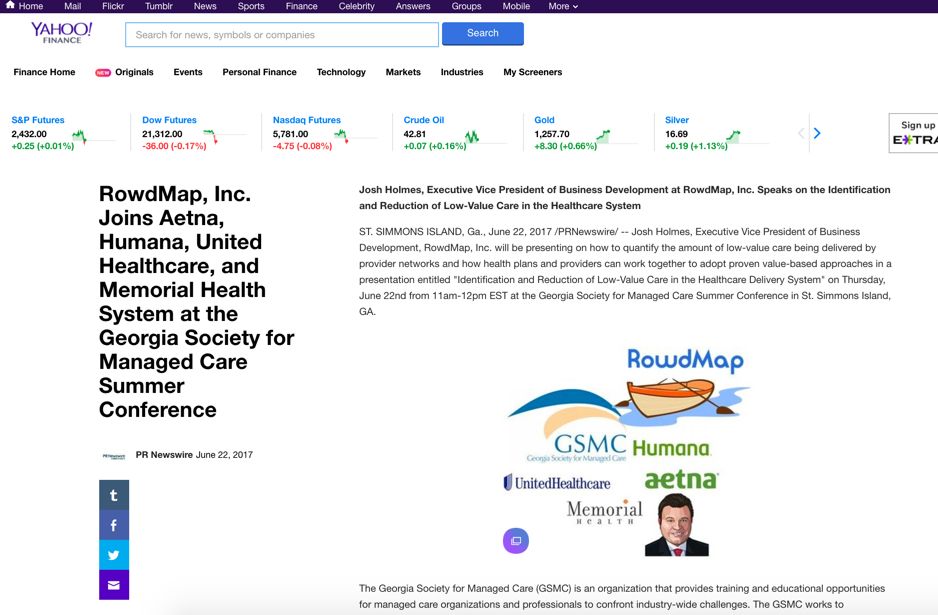 Home Mail Flickr Tumblr News Sports Finance Celebrity Answers Groups Mobile More
YAHOO!
FINANCE
Search for news, symbols or companies
Search
Finance Home NEW Originals Events Personal Finance Technology Markets Industries My Screeners
S&P Futures
2,432.00
+0.25 (+0.01%)
Dow Futures
21,312.00
-36.00 (-0.17%)
Nasdaq Futures
5,781.00
-4.75 (-0.08%)
Crude Oil
42.81
+0.07 (+0.16%)
Gold
1,257.70
+8.30 (+0.66%)
Silver
16.69
+0.19 (+1.13%)
Sign up
EXTRA
RowdMap, Inc.
Joins Aetna,
Humana, United
Healthcare, and
Memorial Health
System at the
Georgia Society for
Managed Care
Summer
Conference
PR Newswire
PR Newswire June 22, 2017
Josh Holmes, Executive Vice President of Business Development at RowdMap, Inc. Speaks on the Identification
and Reduction of Low-Value Care in the Healthcare System
ST. SIMMONS ISLAND, Ga., June 22, 2017 /PRNewswire/ -- Josh Holmes, Executive Vice President of Business
Development, RowdMap, Inc. will be presenting on how to quantify the amount of low-value care being delivered by
provider networks and how health plans and providers can work together to adopt proven value-based approaches in a
presentation entitled "Identification and Reduction of Low-Value Care in the Healthcare Delivery System" on Thursday,
June 22nd from 11am-12pm EST at the Georgia Society for Managed Care Summer Conference in St. Simmons Island,
GA.
RowdMap
GSMC
Georgia Society for Managed Care
Humana
UnitedHealthcare
aetna
Memorial
HEALTH
The Georgia Society for Managed Care (GSMC) is an organization that provides training and educational opportunities
for managed care organizations and professionals to confront industry-wide challenges. The GSMC works to